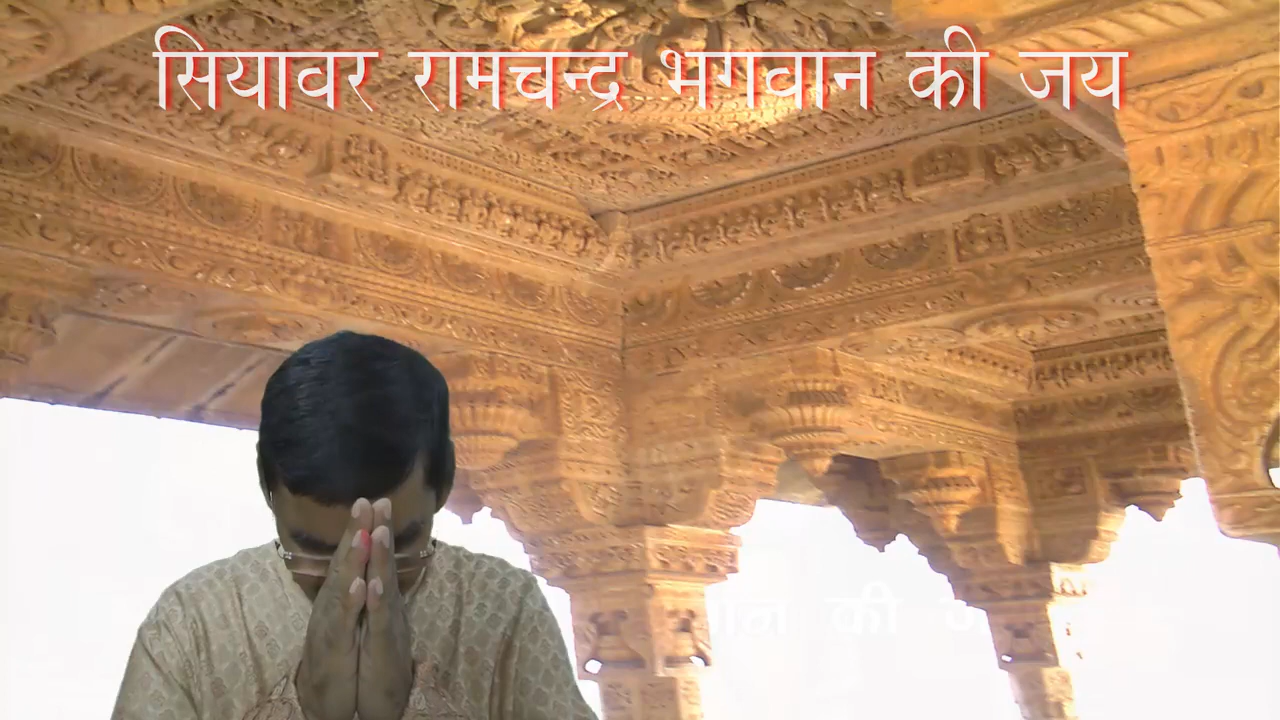 सियावर रामचन्द्र भगवान की जय
की